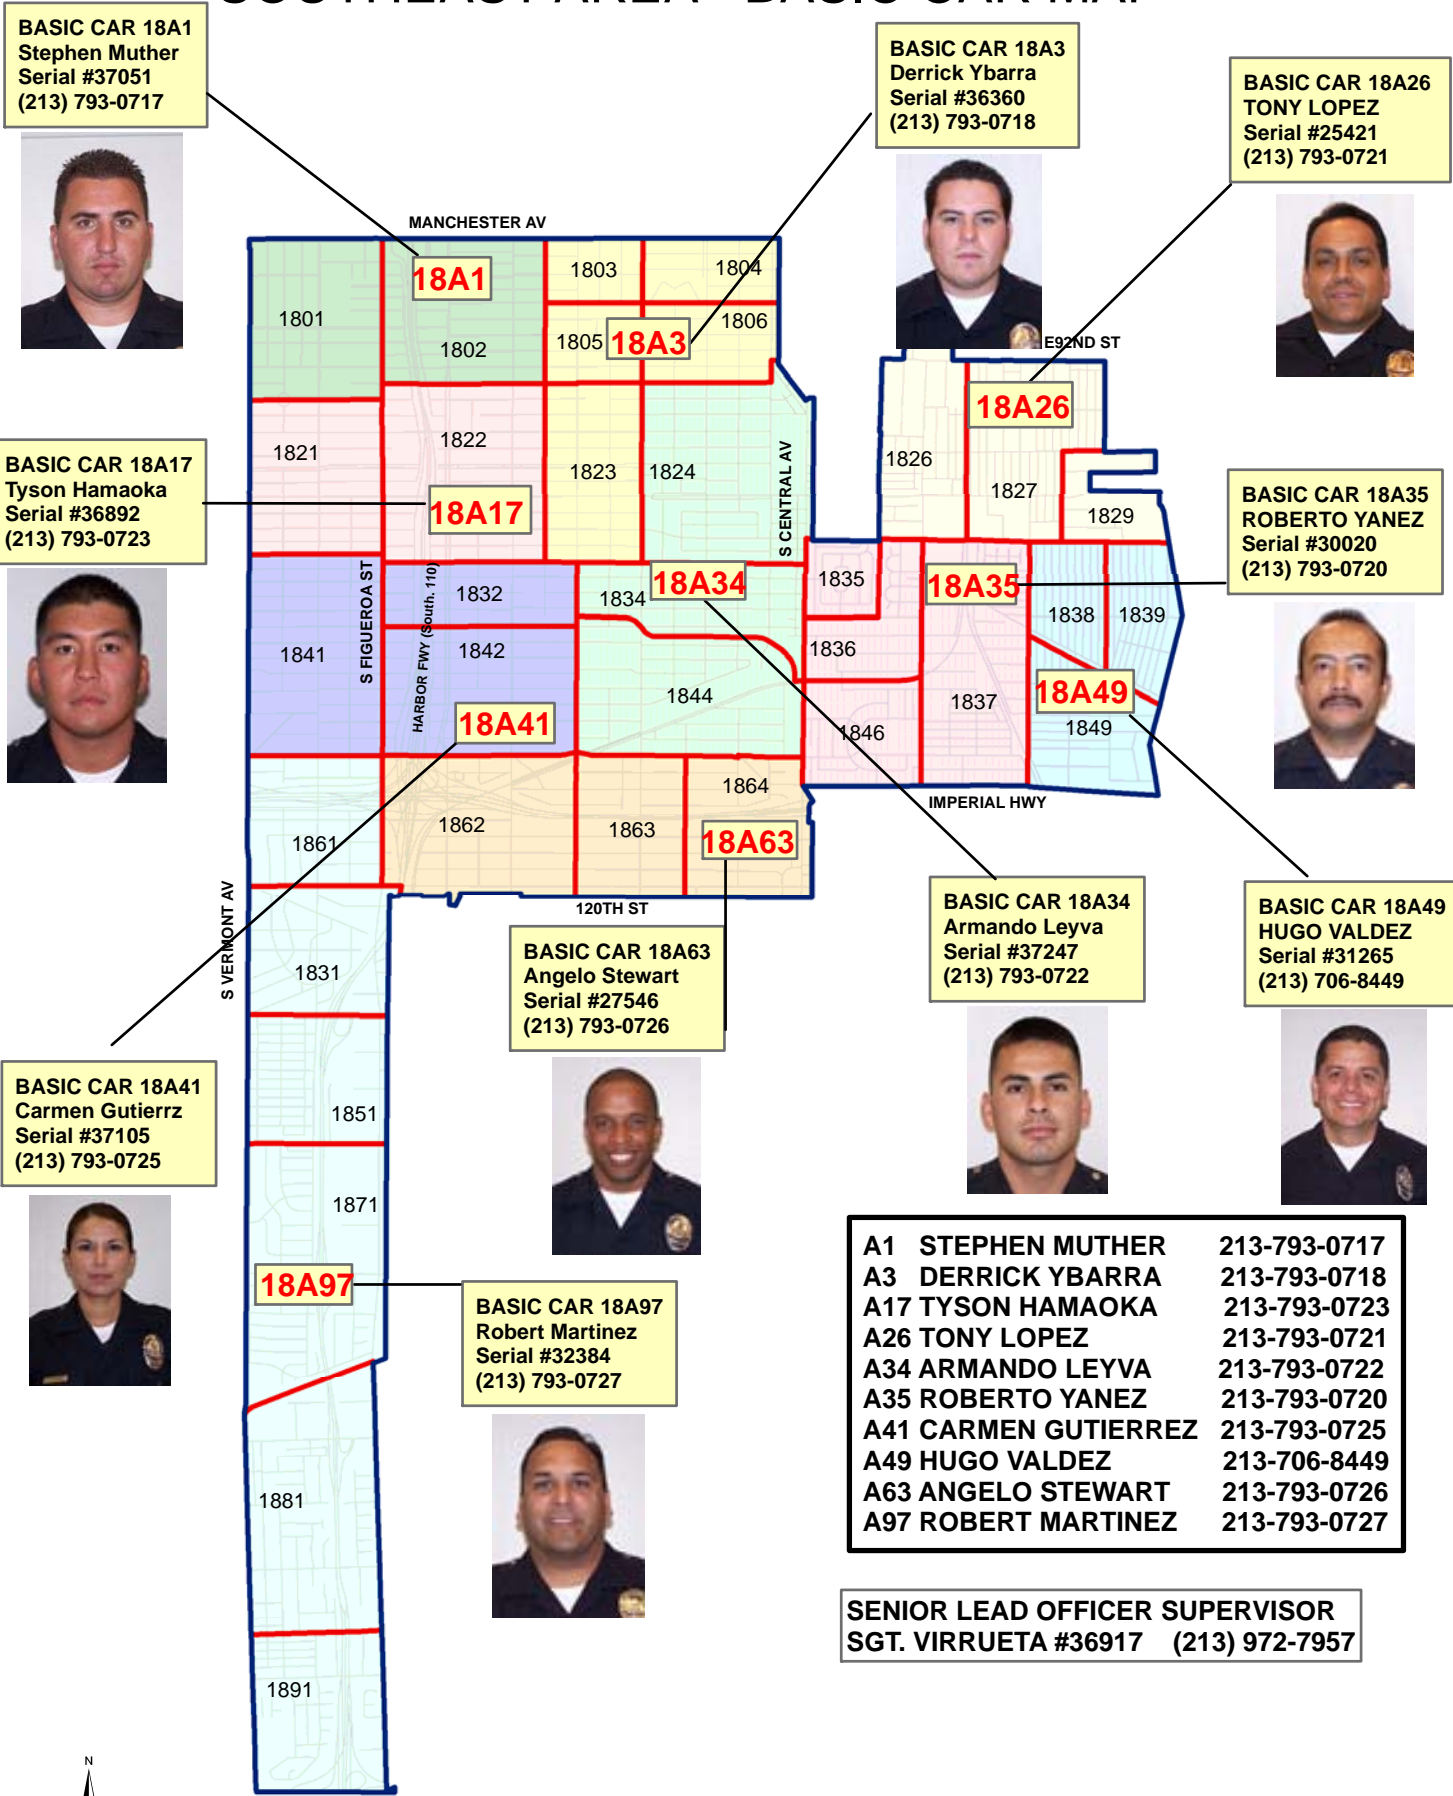 SOUTHEAST AREA - BASIC CAR MAP
BASIC CAR 18A1
Stephen Muther
Serial #37051
(213) 793-0717
BASIC CAR 18A3
Derrick Ybarra
Serial #36360
(213) 793-0718
BASIC CAR 18A26
TONY LOPEZ
Serial #25421
(213) 793-0721
MANCHESTER AV
18A1
1801
1802
1803
1804
1805
18A3
1806
E92ND ST
18A26
1826
1827
1829
BASIC CAR 18A17
Tyson Hamaoka
Serial #36892
(213) 793-0723
1821
1822
18A17
1823
1824
S CENTRAL AV
BASIC CAR 18A35
ROBERTO YANEZ
Serial #30020
(213) 793-0720
1841
S FIGUEROA ST
HARBOR FWY (South. 110)
1832
1842
18A41
1834
18A34
1844
1835
1836
1846
18A35
1837
1838
1839
18A49
1849
IMPERIAL HWY
1861
1862
1863
1864
18A63
120TH ST
S VERMONT AV
1831
BASIC CAR 18A63
Angelo Stewart
Serial #27546
(213) 793-0726
BASIC CAR 18A34
Armando Leyva
Serial #37247
(213) 793-0722
BASIC CAR 18A49
HUGO VALDEZ
Serial #31265
(213) 706-8449
BASIC CAR 18A41
Carmen Gutierrz
Serial #37105
(213) 793-0725
1851
1871
18A97
BASIC CAR 18A97
Robert Martinez
Serial #32384
(213) 793-0727
1881
1891
A1 STEPHEN MUTHER 213-793-0717
A3 DERRICK YBARRA 213-793-0718
A17 TYSON HAMAOKA 213-793-0723
A26 TONY LOPEZ 213-793-0721
A34 ARMANDO LEYVA 213-793-0722
A35 ROBERTO YANEZ 213-793-0720
A41 CARMEN GUTIERREZ 213-793-0725
A49 HUGO VALDEZ 213-706-8449
A63 ANGELO STEWART 213-793-0726
A97 ROBERT MARTINEZ 213-793-0727
SENIOR LEAD OFFICER SUPERVISOR
SGT. VIRRUETA #36917 (213) 972-7957
N